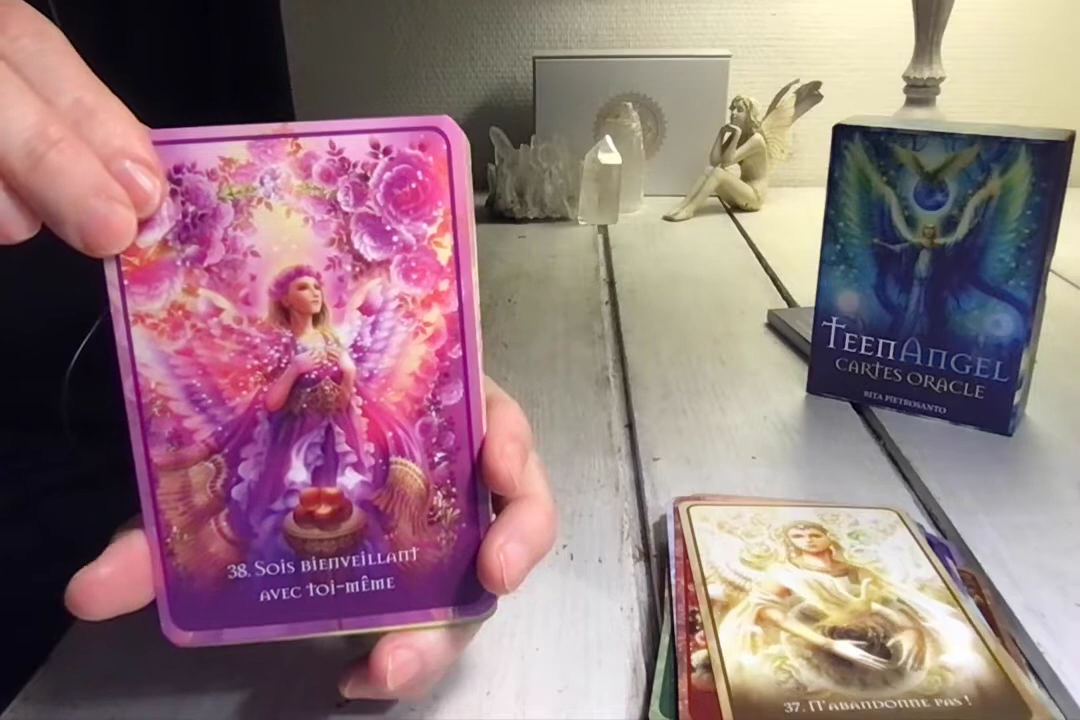 38. Sois bienveillant
avec toi-même
TeenAngel
Cartes Oracle
Rita Pietrosanto
37. N'abandonne pas !